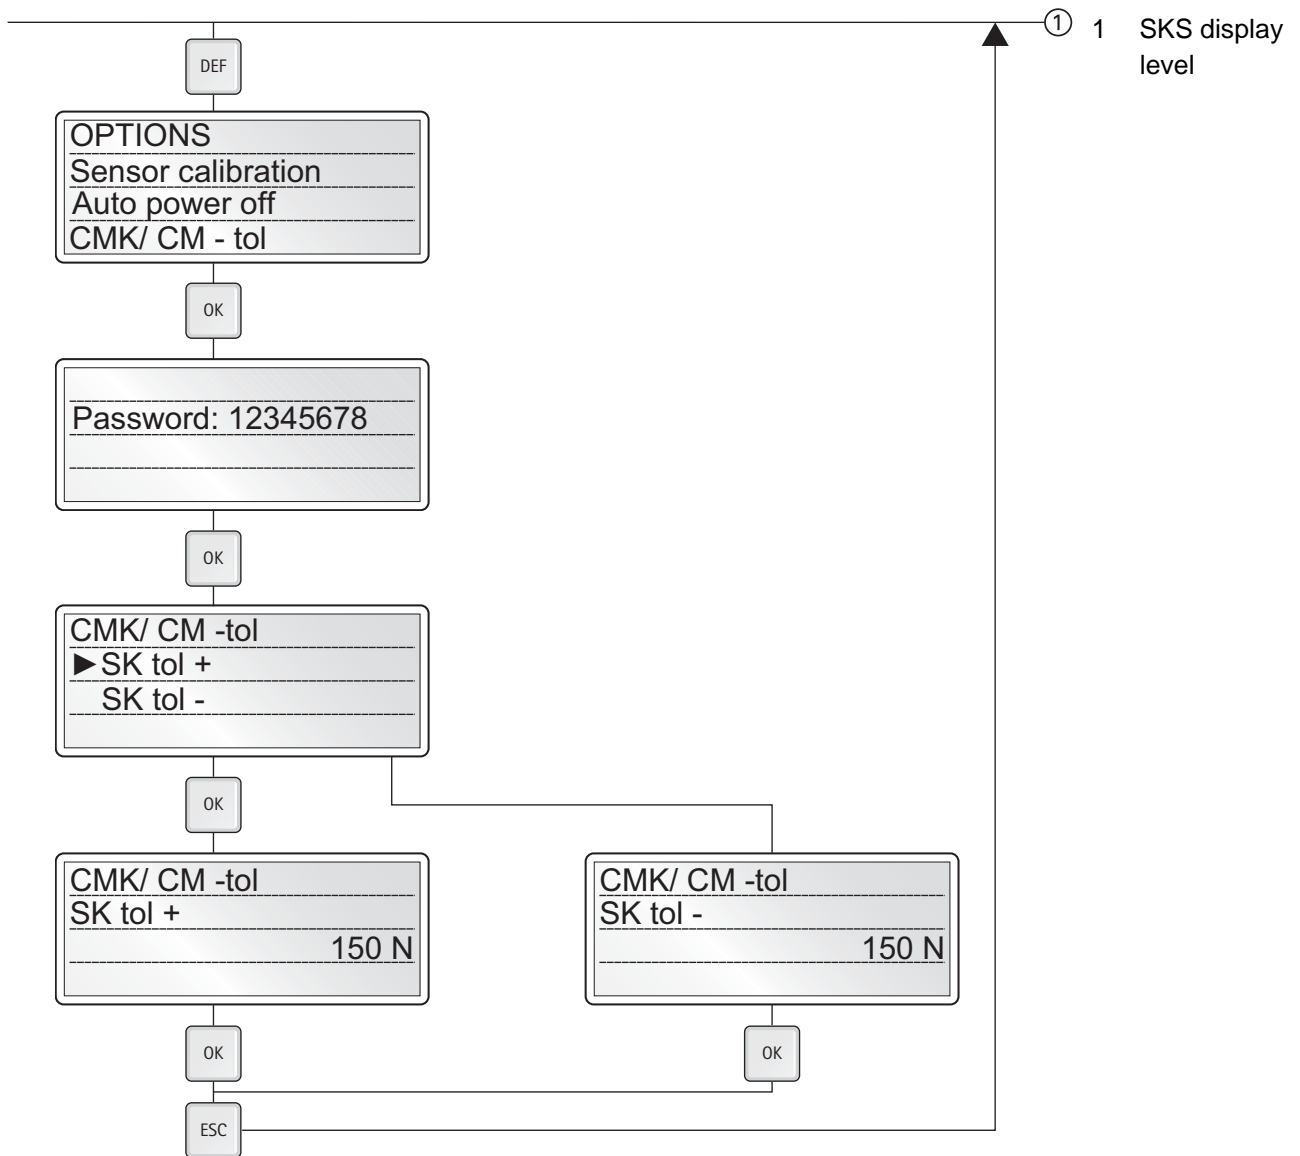 ① 1 SKS display
level
DEF
OPTIONS
Sensor calibration
Auto power off
CMK/ CM - tol
OK
Password: 12345678
OK
CMK/ CM -tol
►SK tol +
SK tol -
OK
CMK/ CM -tol
SK tol +
150 N
CMK/ CM -tol
SK tol -
150 N
OK
OK
ESC